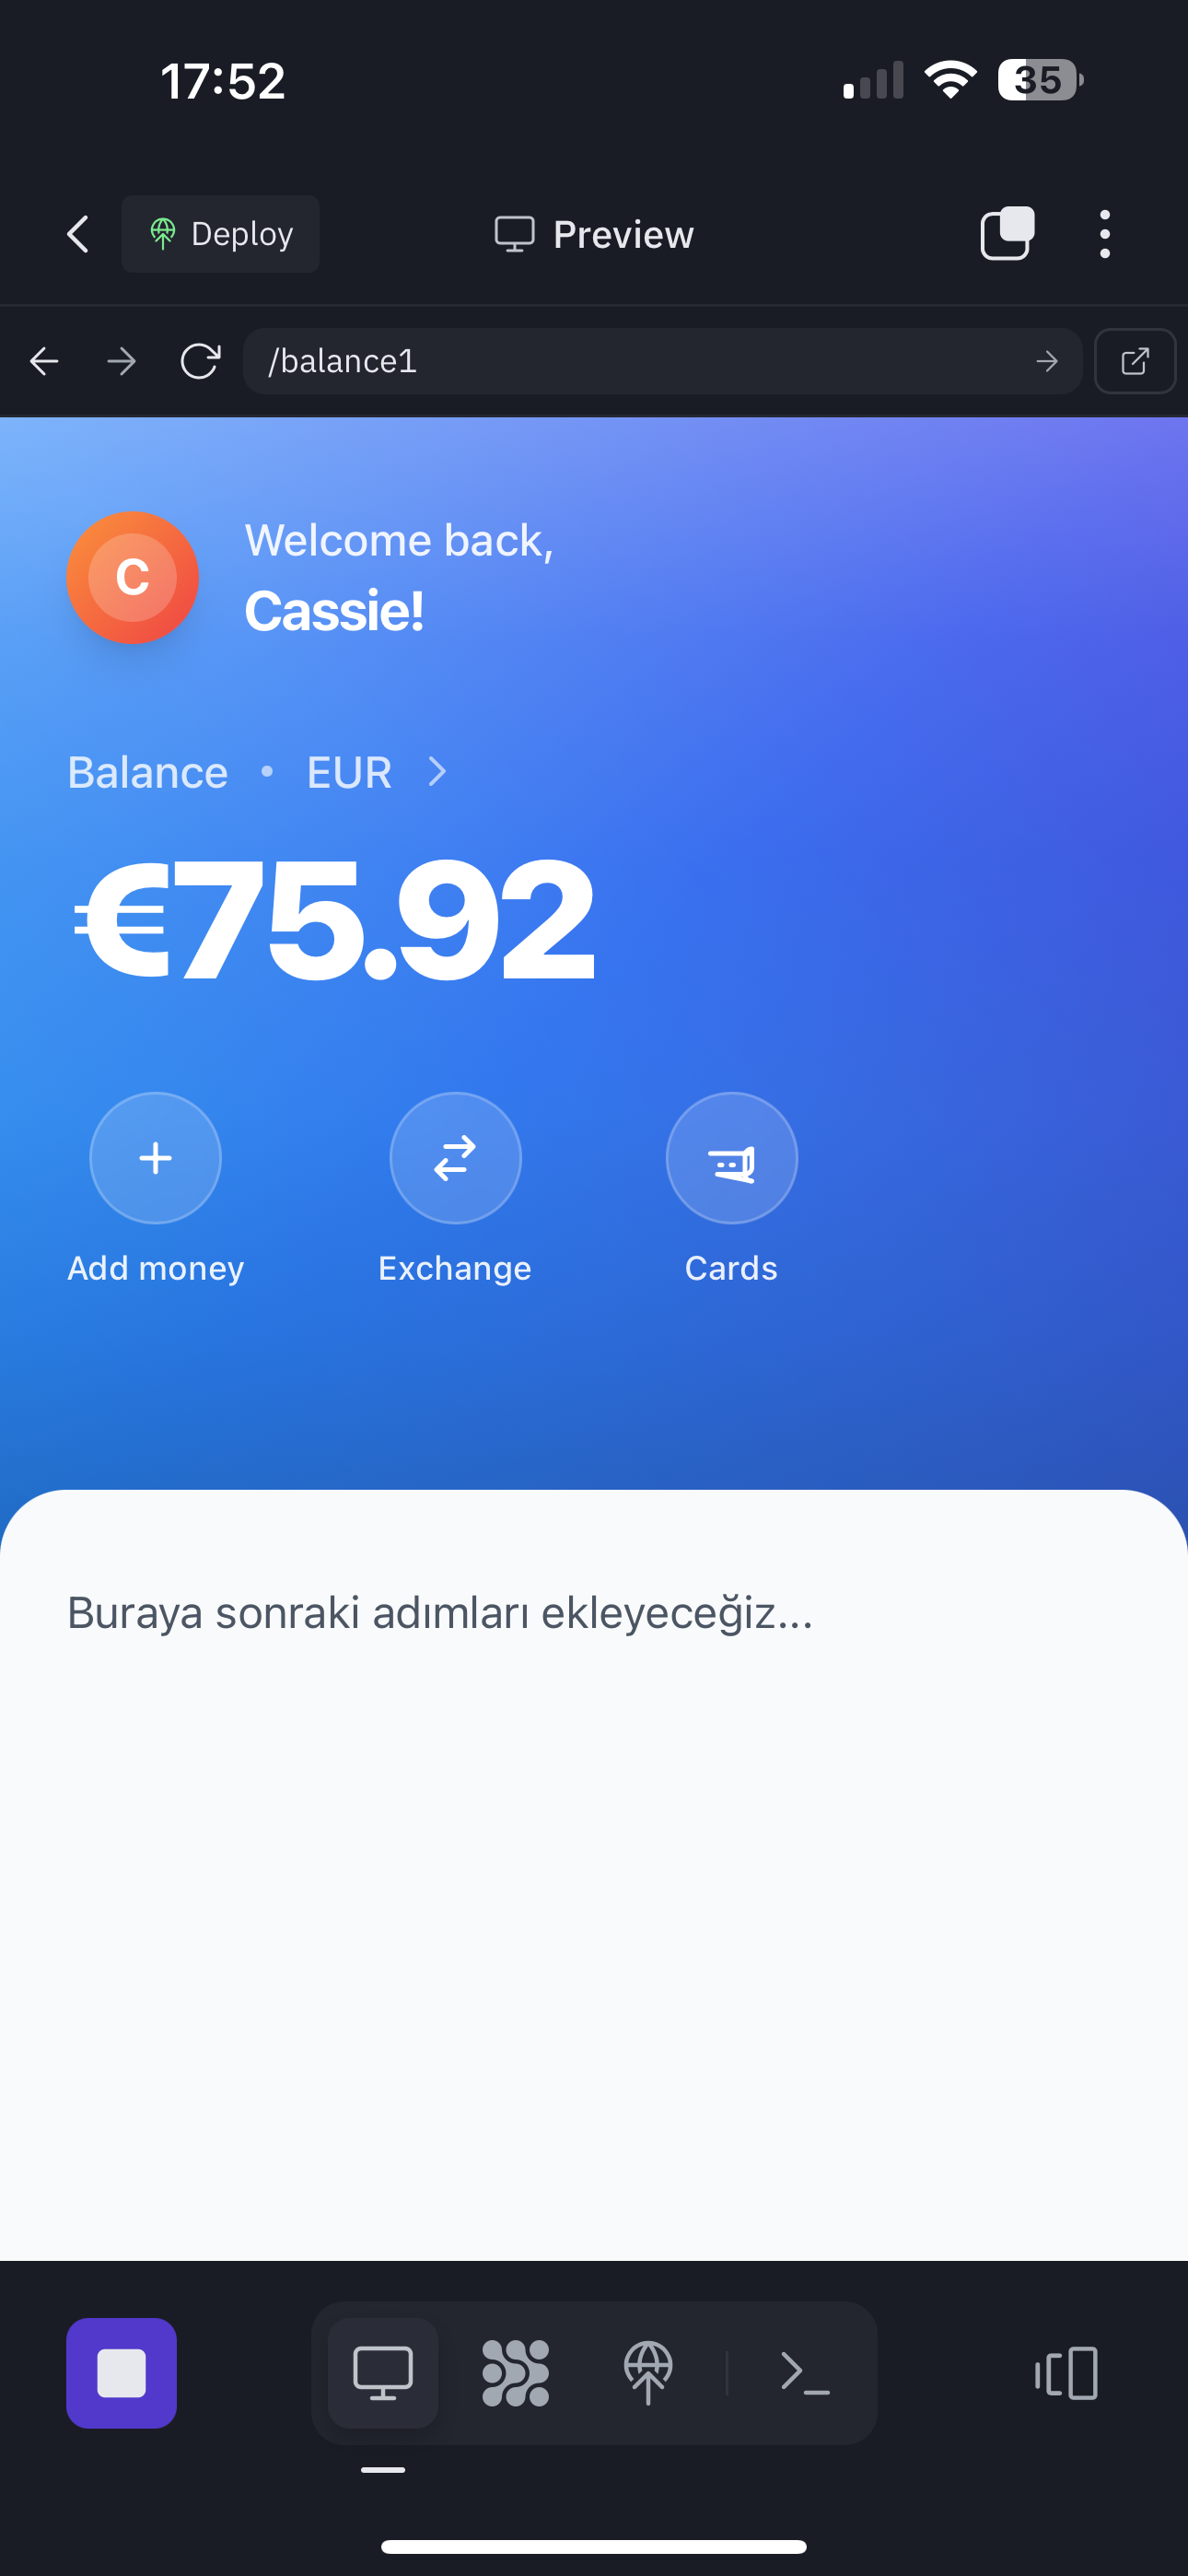 17:52
35
Deploy
Preview
/balance1
C
Welcome back,
Cassie!
Balance • EUR
€75.92
Add money
Exchange
Cards
Buraya sonraki adımları ekleyeceğiz...